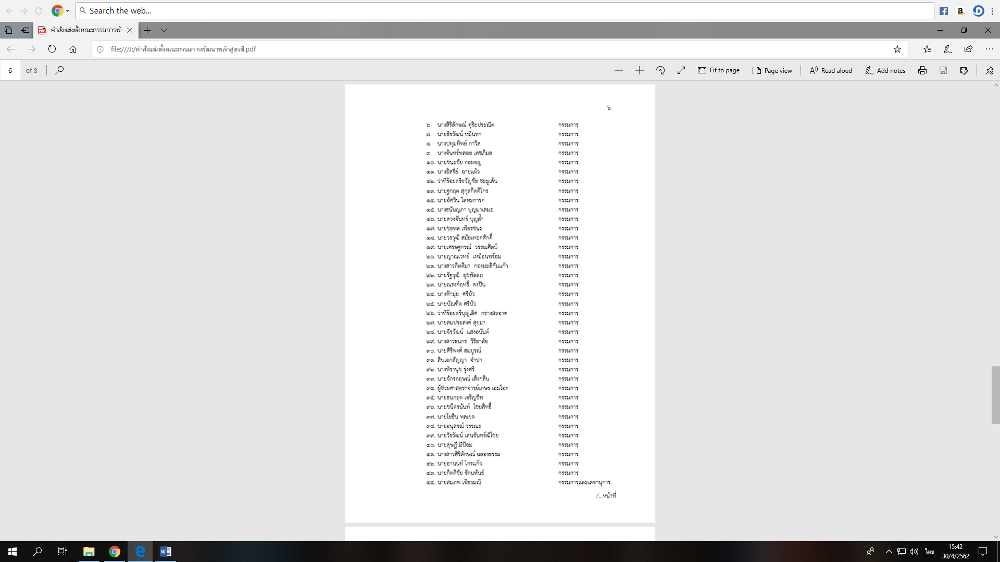 Search the web...
คำสั่งแต่งตั้งคณะกรรมการพั
file:///J:/คำสั่งแต่งตั้งคณะกรรมการพัฒนาหลักสูตรดี.pdf
6 of 8 Fit to page Page view Read aloud Add notes
๖
๖. นางสิริลักษณ์ ดุริยประณีต กรรมการ
๗. นายธีรวัฒน์ หมื่นทา กรรมการ
๘. นางปทุมทิพย์ กาวิล กรรมการ
๙. นางจันทร์พลอย เดชภิมล กรรมการ
๑๐. นายชนะชัย กอผจญ กรรมการ
๑๑. นางอิสรีย์ ฉายแผ้ว กรรมการ
๑๒. ว่าที่ร้อยตรีขวัญชัย ชะยูเด็น กรรมการ
๑๓. นายฐกฤต สุกุลกิตติไกร กรรมการ
๑๔. นายอัศวิน โลหะการก กรรมการ
๑๕. นางธนันญภา บุญมาเสมอ กรรมการ
๑๖. นายดวงจันทร์ บุญล้ำ กรรมการ
๑๗. นายชยพล เพียรชนะ กรรมการ
๑๘. นายวรวุฒิ สมัยเทอดศักดิ์ กรรมการ
๑๙. นายเศรษฐกรณ์ วรรณศิลป์ กรรมการ
๒๐. นายญาณเวทย์ เหมือนพร้อม กรรมการ
๒๑. นางสาวกิตติมา กองมะลิกันแก้ว กรรมการ
๒๒. นายรัฐวุฒิ ยุชพัลลภ กรรมการ
๒๓. นายณรงค์ฤทธิ์ คงปิ่น กรรมการ
๒๔. นางฟ้ามุ่ย ศรีบัว กรรมการ
๒๕. นายบัณฑิต ศรีบัว กรรมการ
๒๖. ว่าที่ร้อยตรีบุญเลิศ กร่างสะอาด กรรมการ
๒๗. นายสมประสงค์ สุขมา กรรมการ
๒๘. นายจีรวัฒน์ แสงอนันต์ กรรมการ
๒๙. นางสาวธนกร วิริยาลัย กรรมการ
๓๐. นายศิริพงศ์ สมบูรณ์ กรรมการ
๓๑. สิบเอกสัญญา จำปา กรรมการ
๓๒. นางพีรานุช รุ่งศรี กรรมการ
๓๓. นายจักรกฤษณ์ เส็งกลิ่น กรรมการ
๓๔. ผู้ช่วยศาสตราจารย์เกษร เอมโอด กรรมการ
๓๕. นายธนกฤต เจริญชีพ กรรมการ
๓๖. นายชนิตรนันท์ ไชยสิทธิ์ กรรมการ
๓๗. นายโยธิน พลเขต กรรมการ
๓๘. นายอนุสรณ์ วรรณะ กรรมการ
๓๙. นายวีรวัฒน์ เสนจันทร์ฒิไชย กรรมการ
๔๐. นายดุษฎี มีป้อม กรรมการ
๔๑. นางสาวศิริลักษณ์ ฉลองธรรม กรรมการ
๔๒. นายอานนท์ ไกรแก้ว กรรมการ
๔๓. นายกิตติชัย รัตนพันธ์ กรรมการ
๔๔. นายสมภพ เขียวมณี กรรมการและเลขานุการ
/...หน้าที่
ไทย
15:42
30/4/2562